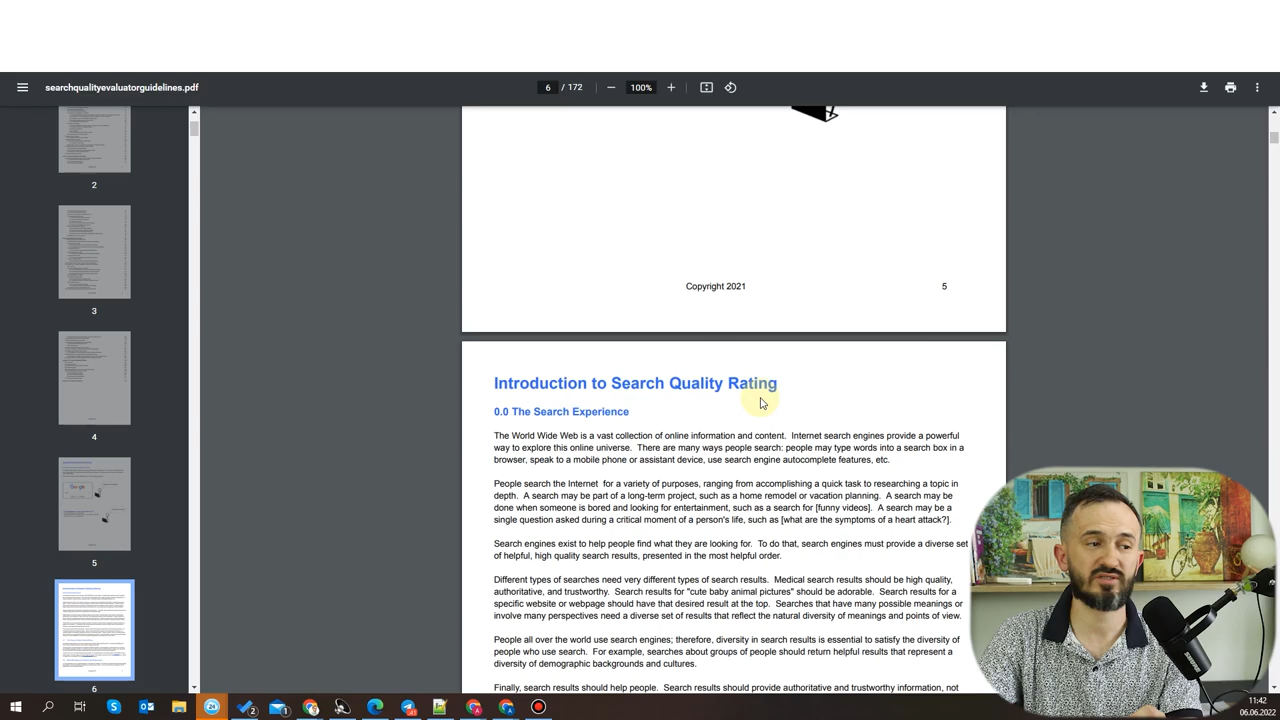 searchqualityevaluatorguidelines.pdf
6 / 172
100%
2
3
4
5
6
Copyright 2021
5
Introduction to Search Quality Rating
0.0 The Search Experience
The World Wide Web is a vast collection of online information and content. Internet search engines provide a powerful
way to explore this online universe. There are many ways people search: people may type words into a search box in a
browser, speak to a mobile phone or assistant device, use search engine autocomplete features, etc.
People search the Internet for a variety of purposes, ranging from accomplishing a quick task to researching a topic in
depth. A search may be part of a long-term project, such as a home remodel or vacation planning. A search may be
done when someone is bored and looking for entertainment, such as a search for [funny videos]. A search may be a
single question asked during a critical moment of a person's life, such as [what are the symptoms of a heart attack?].
Search engines exist to help people find what they are looking for. To do that, search engines must provide a diverse set
of helpful, high quality search results, presented in the most helpful order.
Different types of searches need very different types of search results. Medical search results should be high quality,
authoritative, and trustworthy. Search results for "cute baby animal pictures" should be adorable. Search results for a
specific website or webpage should have that desired result at the top. Searches that have many possible meanings or
involve many perspectives need a diverse set of results that reflect the natural diversity of meanings and points of view.
People all over the world use search engines; therefore, diversity in search results is essential to satisfy the diversity of
people who use search. For example, searches about groups of people should return helpful results that represent a
diversity of demographic backgrounds and cultures.
Finally, search results should help people. Search results should provide authoritative and trustworthy information, not
11:42
06.06.2022